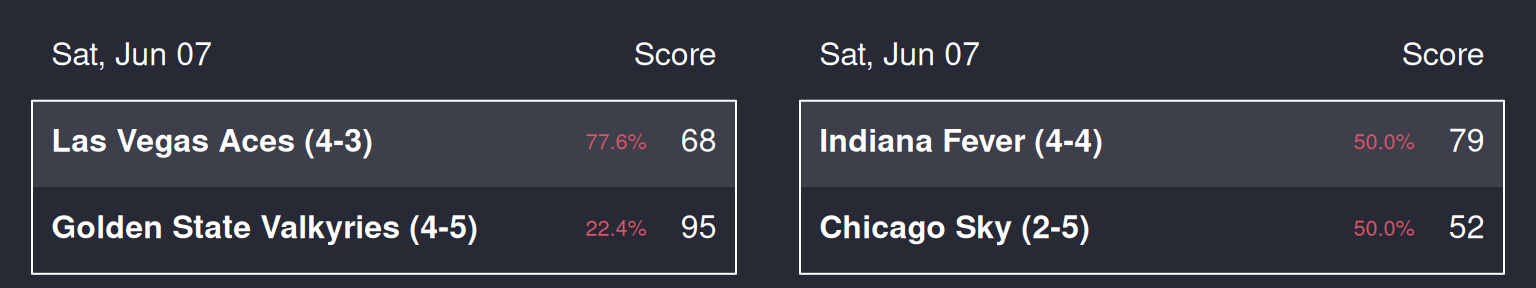 Sat, Jun 07 Score
Las Vegas Aces (4-3) 77.6% 68
Golden State Valkyries (4-5) 22.4% 95
Sat, Jun 07 Score
Indiana Fever (4-4) 50.0% 79
Chicago Sky (2-5) 50.0% 52